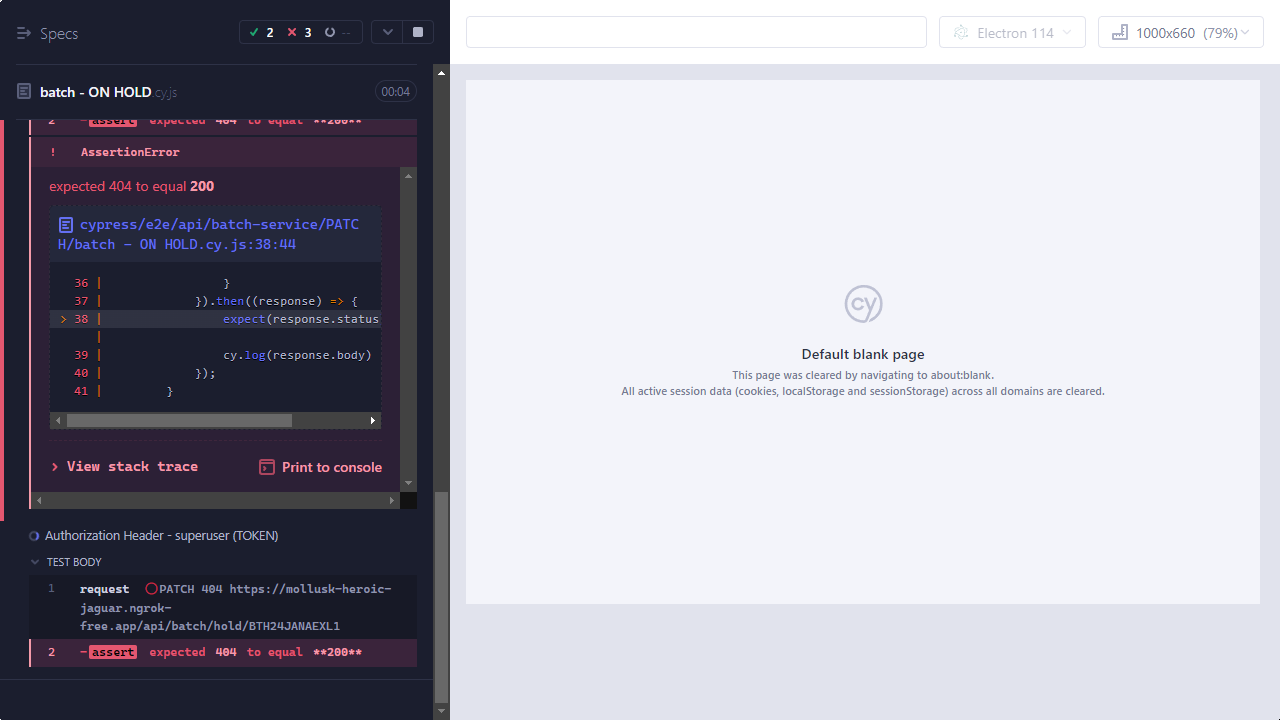 Specs
2
3
--
Electron 114
1000x660 (79%)
batch - ON HOLD.cy.js
00:04
2 -assert expected 404 to equal **200**
! AssertionError
expected 404 to equal 200
cypress/e2e/api/batch-service/PATC
H/batch - ON HOLD.cy.js:38:44
36 | }
37 | }).then((response) => {
> 38 | expect(response.status
|
39 | cy.log(response.body)
40 | });
41 | }
> View stack trace
Print to console
cy
Default blank page
This page was cleared by navigating to about:blank.
All active session data (cookies, localStorage and sessionStorage) across all domains are cleared.
Authorization Header - superuser (TOKEN)
TEST BODY
1 request PATCH 404 https://mollusk-heroic-
jaguar.ngrok-
free.app/api/batch/hold/BTH24JANAEXL1
2 -assert expected 404 to equal **200**